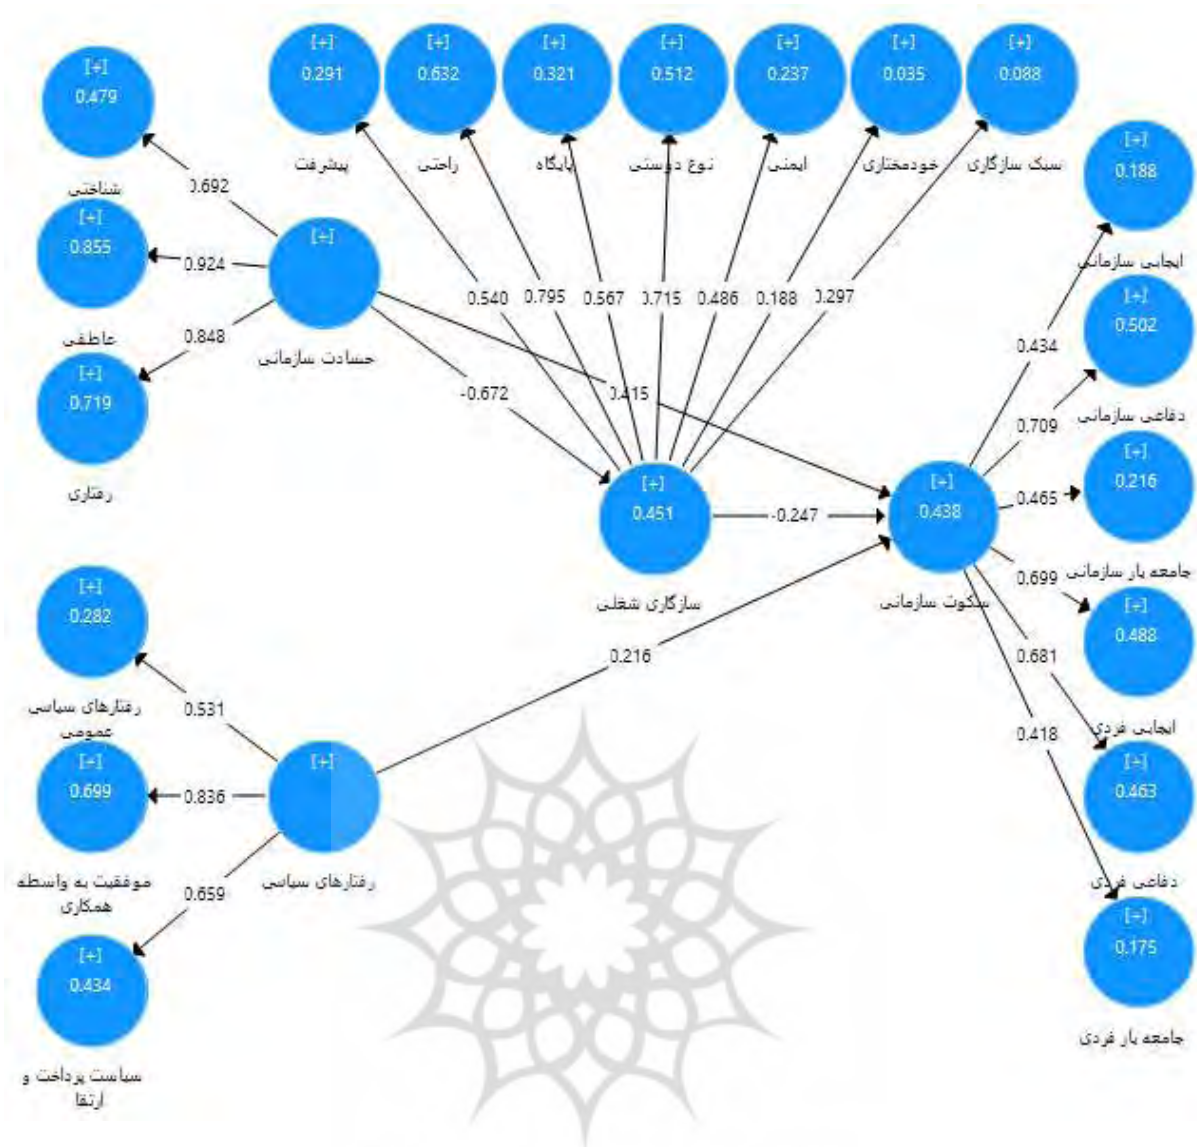 [+]
0.479
شناختی
[+]
0.855
عاطفی
[+]
0.719
رفتاری
[+]
0.291
پیشرفت
[+]
0.632
راحتی
[+]
0.321
پایگاه
[+]
0.512
نوع دوستی
[+]
0.237
ایمنی
[+]
0.035
خودمختاری
[+]
0.088
سبک سازگاری
[+]
حسادت سازمانی
0.692
0.924
0.848
-0.672
0.415
0.540
0.795
0.567
0.715
0.486
0.188
0.297
[+]
0.451
سازگاری شغلی
-0.247
[+]
0.438
سکوت سازمانی
0.434
0.709
0.465
0.699
0.681
0.418
[+]
0.188
ایجابی سازمانی
[+]
0.502
دفاعی سازمانی
[+]
0.216
جامعه یار سازمانی
[+]
0.488
ایجابی فردی
[+]
0.463
دفاعی فردی
[+]
0.175
جامعه یار فردی
0.216
[+]
0.282
رفتارهای سیاسی
عمومی
[+]
0.699
موفقیت به واسطه
همکاری
[+]
0.434
سیاست پرداخت و
ارتقا
0.531
0.836
0.659
[+]
رفتارهای سیاسی